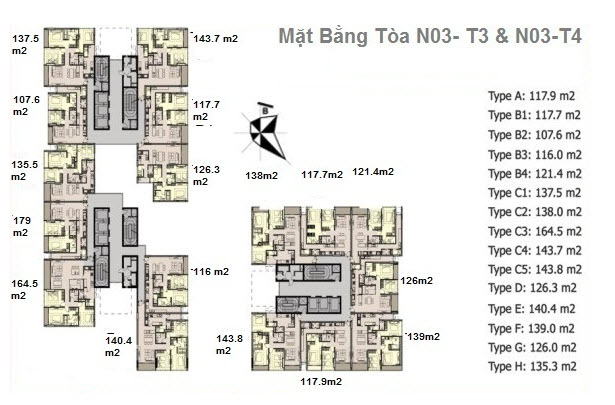 Mặt Bằng Tòa N03- T3 & N03-T4
137.5
m2
143.7 m2
107.6
m2
117.7
m2
135.5
m2
126.3
m2
179
m2
164.5
m2
116 m2
140.4
m2
B
138m2
117.7m2
121.4m2
126m2
139m2
143.8
m2
117.9m2
Type A: 117.9 m2
Type B1: 117.7 m2
Type B2: 107.6 m2
Type B3: 116.0 m2
Type B4: 121.4 m2
Type C1: 137.5 m2
Type C2: 138.0 m2
Type C3: 164.5 m2
Type C4: 143.7 m2
Type C5: 143.8 m2
Type D: 126.3 m2
Type E: 140.4 m2
Type F: 139.0 m2
Type G: 126.0 m2
Type H: 135.3 m2